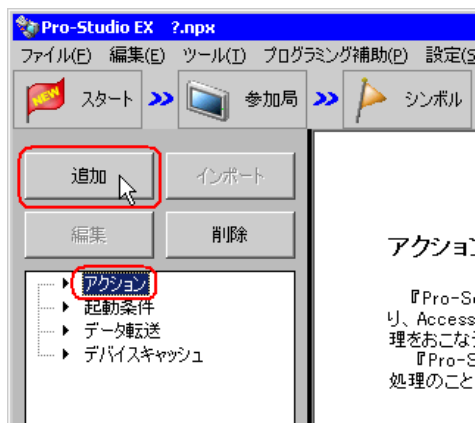 Pro-Studio EX ?.npx
ファイル(F) 編集(E) ツール(T) プログラミング補助(P) 設定(S
NEW スタート 参加局 シンボル
追加 インポート
編集 削除
アクション
起動条件
データ転送
デバイスキャッシュ
アクション
『Pro-S
り、Access
理をおこな
『Pro-S
処理のこと